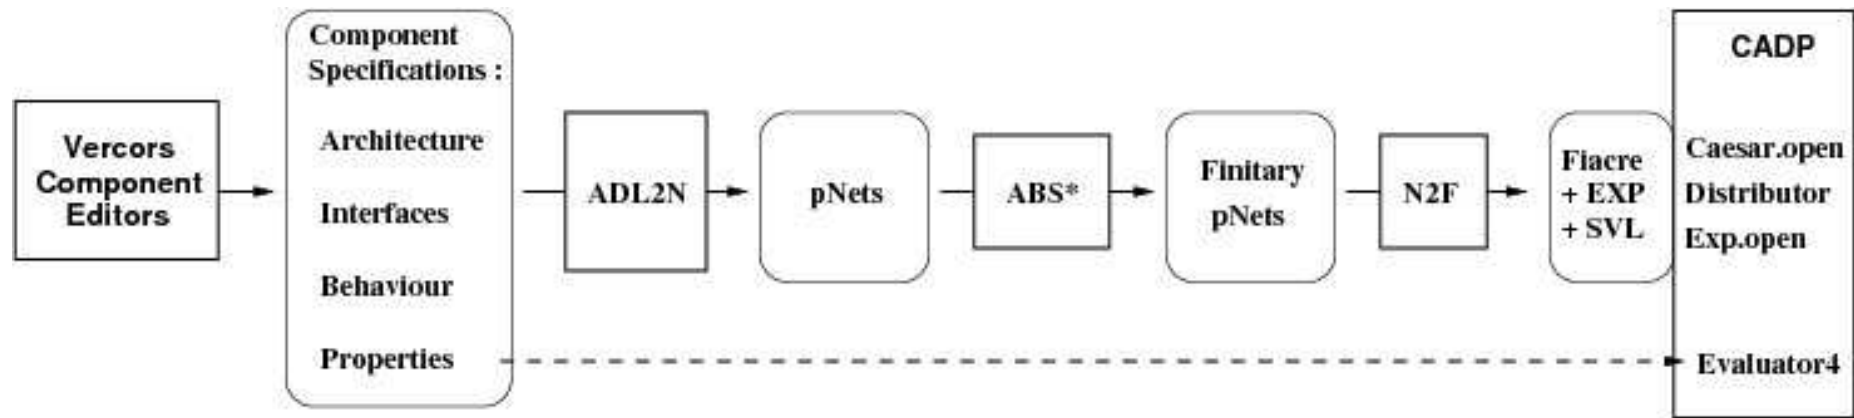 Vercors
Component
Editors
Component
Specifications :
Architecture
Interfaces
Behaviour
Properties
ADL2N
pNets
ABS*
Finitary
pNets
N2F
Fiacre
+ EXP
+ SVL
CADP
Caesar.open
Distributor
Exp.open
Evaluator4